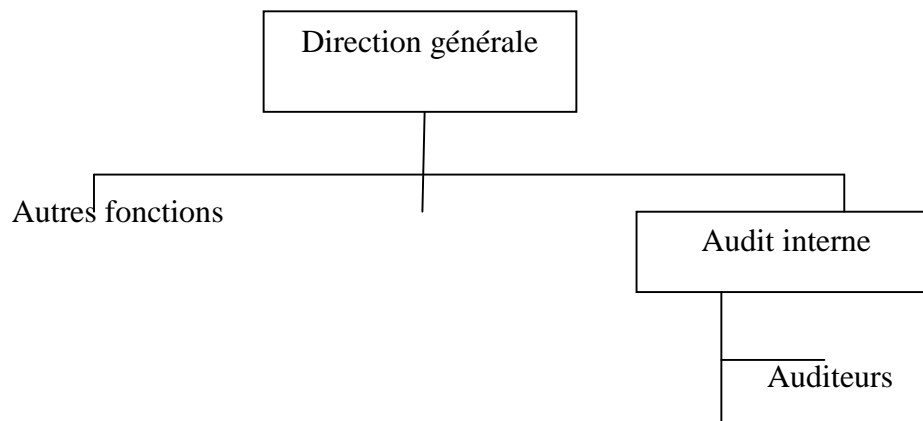 Direction générale
Autres fonctions
Audit interne
Auditeurs